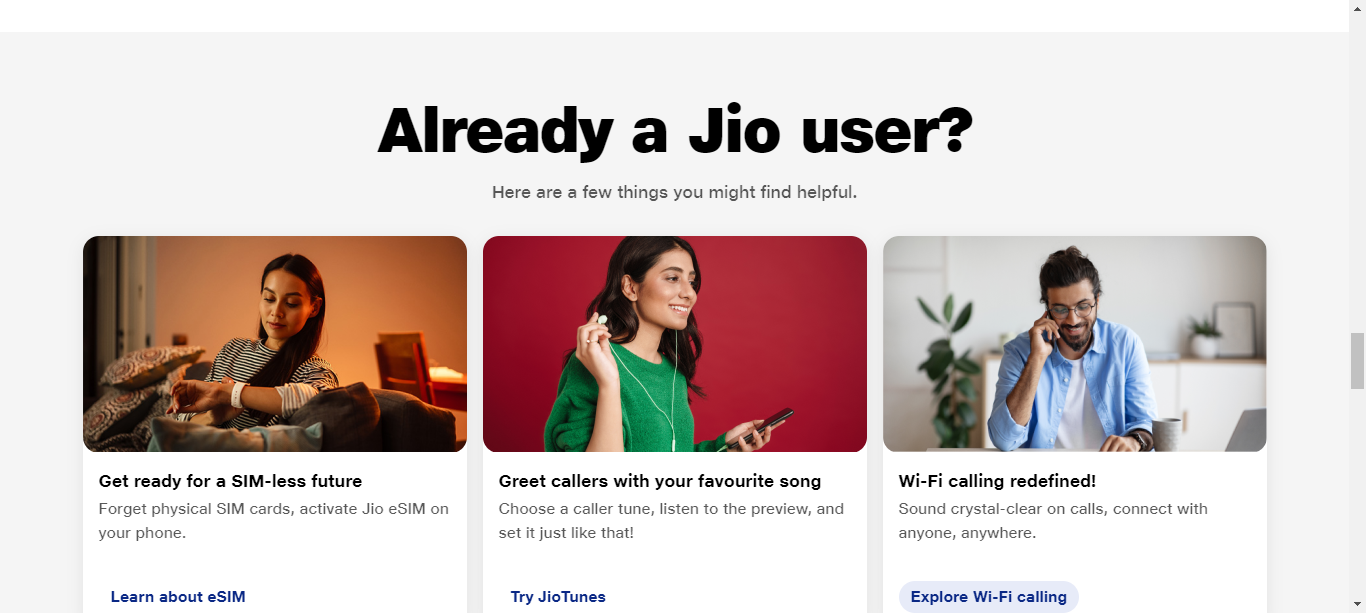 Already a Jio user?
Here are a few things you might find helpful.
Get ready for a SIM-less future
Forget physical SIM cards, activate Jio eSIM on
your phone.
Learn about eSIM
Greet callers with your favourite song
Choose a caller tune, listen to the preview, and
set it just like that!
Try JioTunes
Wi-Fi calling redefined!
Sound crystal-clear on calls, connect with
anyone, anywhere.
Explore Wi-Fi calling